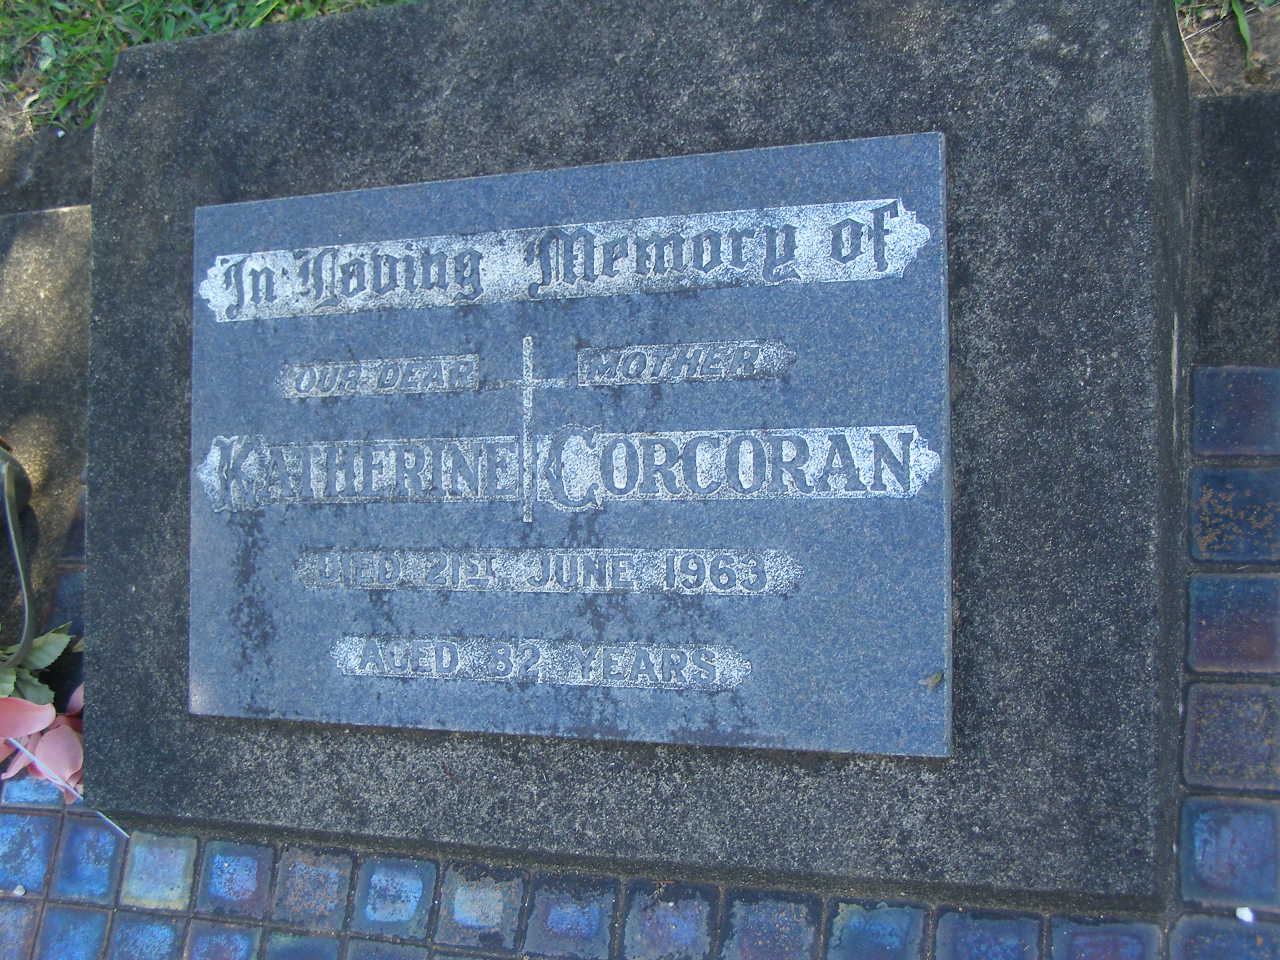 In Loving Memory of
OUR DEAR MOTHER
KATHERINE CORCORAN
DIED 21ST JUNE 1963
AGED 82 YEARS